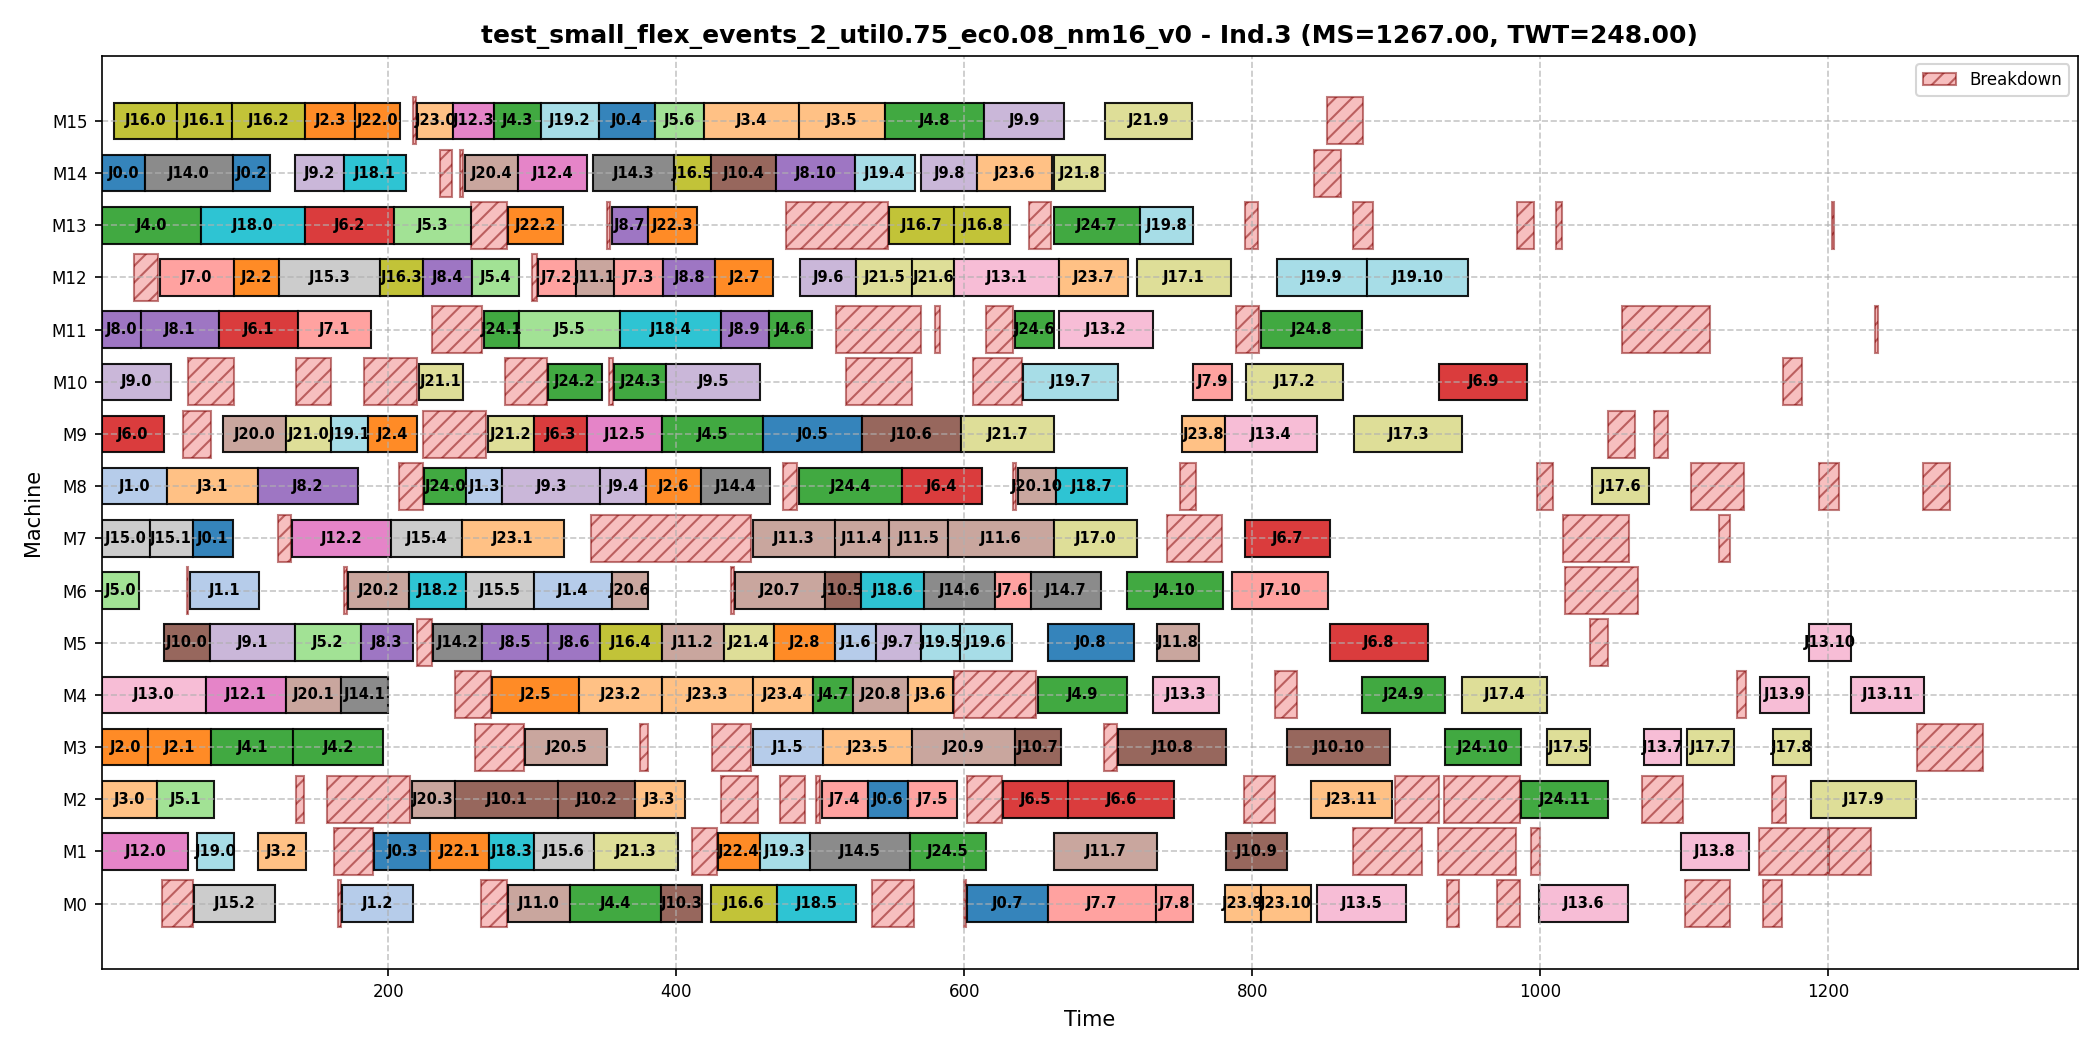 test_small_flex_events_2_util0.75_ec0.08_nm16_v0 - Ind.3 (MS=1267.00, TWT=248.00)
Breakdown
M15 J16.0 J16.1 J16.2 J2.3 J22.0 J23.0 J12.3 J4.3 J19.2 J0.4 J5.6 J3.4 J3.5 J4.8 J9.9 J21.9
M14 J0.0 J14.0 J0.2 J9.2 J18.1 J20.4 J12.4 J14.3 J16.5 J10.4 J8.10 J19.4 J9.8 J23.6 J21.8
M13 J4.0 J18.0 J6.2 J5.3 J22.2 J8.7 J22.3 J16.7 J16.8 J24.7 J19.8
M12 J7.0 J2.2 J15.3 J16.3 J8.4 J5.4 J7.2 J11.1 J7.3 J8.8 J2.7 J9.6 J21.5 J21.6 J13.1 J23.7 J17.1 J19.9 J19.10
M11 J8.0 J8.1 J6.1 J7.1 J24.1 J5.5 J18.4 J8.9 J4.6 J24.6 J13.2 J24.8
M10 J9.0 J21.1 J24.2 J24.3 J9.5 J19.7 J7.9 J17.2 J6.9
M9 J6.0 J20.0 J21.0 J19.1 J2.4 J21.2 J6.3 J12.5 J4.5 J0.5 J10.6 J21.7 J23.8 J13.4 J17.3
M8 J1.0 J3.1 J8.2 J24.0 J1.3 J9.3 J9.4 J2.6 J14.4 J24.4 J6.4 J20.10 J18.7 J17.6
M7 J15.0 J15.1 J0.1 J12.2 J15.4 J23.1 J11.3 J11.4 J11.5 J11.6 J17.0 J6.7
M6 J5.0 J1.1 J20.2 J18.2 J15.5 J1.4 J20.6 J20.7 J10.5 J18.6 J14.6 J7.6 J14.7 J4.10 J7.10
M5 J10.0 J9.1 J5.2 J8.3 J14.2 J8.5 J8.6 J16.4 J11.2 J21.4 J2.8 J1.6 J9.7 J19.5 J19.6 J0.8 J11.8 J6.8 J13.10
M4 J13.0 J12.1 J20.1 J14.1 J2.5 J23.2 J23.3 J23.4 J4.7 J20.8 J3.6 J4.9 J13.3 J24.9 J17.4 J13.9 J13.11
M3 J2.0 J2.1 J4.1 J4.2 J20.5 J1.5 J23.5 J20.9 J10.7 J10.8 J10.10 J24.10 J17.5 J13.7 J17.7 J17.8
M2 J3.0 J5.1 J20.3 J10.1 J10.2 J3.3 J7.4 J0.6 J7.5 J6.5 J6.6 J23.11 J24.11 J17.9
M1 J12.0 J19.0 J3.2 J0.3 J22.1 J18.3 J15.6 J21.3 J22.4 J19.3 J14.5 J24.5 J11.7 J10.9 J13.8
M0 J15.2 J1.2 J11.0 J4.4 J10.3 J16.6 J18.5 J0.7 J7.7 J7.8 J23.9 J23.10 J13.5 J13.6
200 400 600 800 1000 1200
Time
Machine